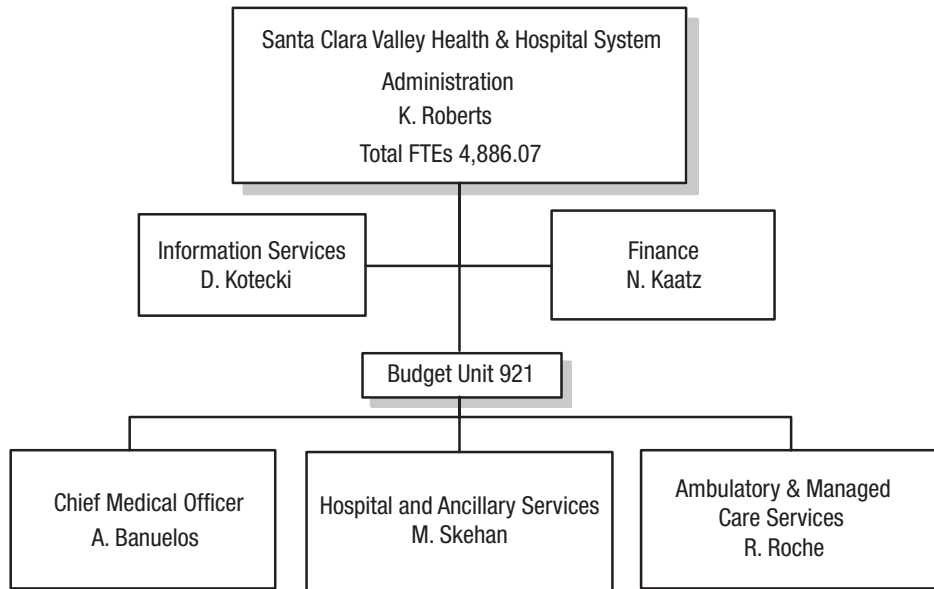 Santa Clara Valley Health & Hospital System
Administration
K. Roberts
Total FTEs 4,886.07
Information Services
D. Kotecki
Finance
N. Kaatz
Budget Unit 921
Chief Medical Officer
A. Banuelos
Hospital and Ancillary Services
M. Skehan
Ambulatory & Managed
Care Services
R. Roche